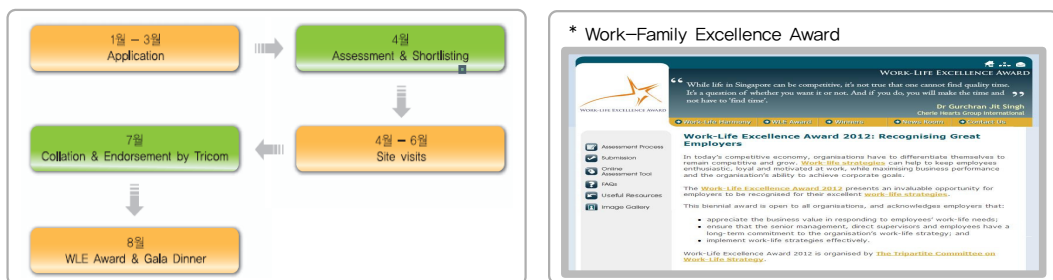 1월 - 3월
Application
4월
Assessment & Shortlisting
4월 - 6월
Site visits
7월
Collation & Endorsement by Tricom
8월
WLE Award & Gala Dinner
* Work-Family Excellence Award
WORK-LIFE EXCELLENCE AWARD
WORK-LIFE EXCELLENCE AWARD
“ While life in Singapore can be competitive, it's not true that one cannot find quality time.
It's a question of whether you want it or not. And if you do, you will make the time and ”
not have to 'find time'.
Dr Gurchran Jit Singh
Cherie Hearts Group International
Work-Life Harmony WLE Award Winners News Room Contact Us
Assessment Process
Submission
Online
Assessment Tool
FAQs
Useful Resources
Image Gallery
Work-Life Excellence Award 2012: Recognising Great
Employers
In today's competitive economy, organisations have to differentiate themselves to
remain competitive and grow. Work-life strategies can help to keep employees
enthusiastic, loyal and motivated at work, while maximising business performance
and the organisation's ability to achieve corporate goals.
The Work-Life Excellence Award 2012 presents an invaluable opportunity for
employers to be recognised for their excellent work-life strategies.
This biennial award is open to all organisations, and acknowledges employers that:
• appreciate the business value in responding to employees' work-life needs;
• ensure that the senior management, direct supervisors and employees have a
long-term commitment to the organisation's work-life strategy; and
• implement work-life strategies effectively.
Work-Life Excellence Award 2012 is organised by The Tripartite Committee on
Work-Life Strategy.